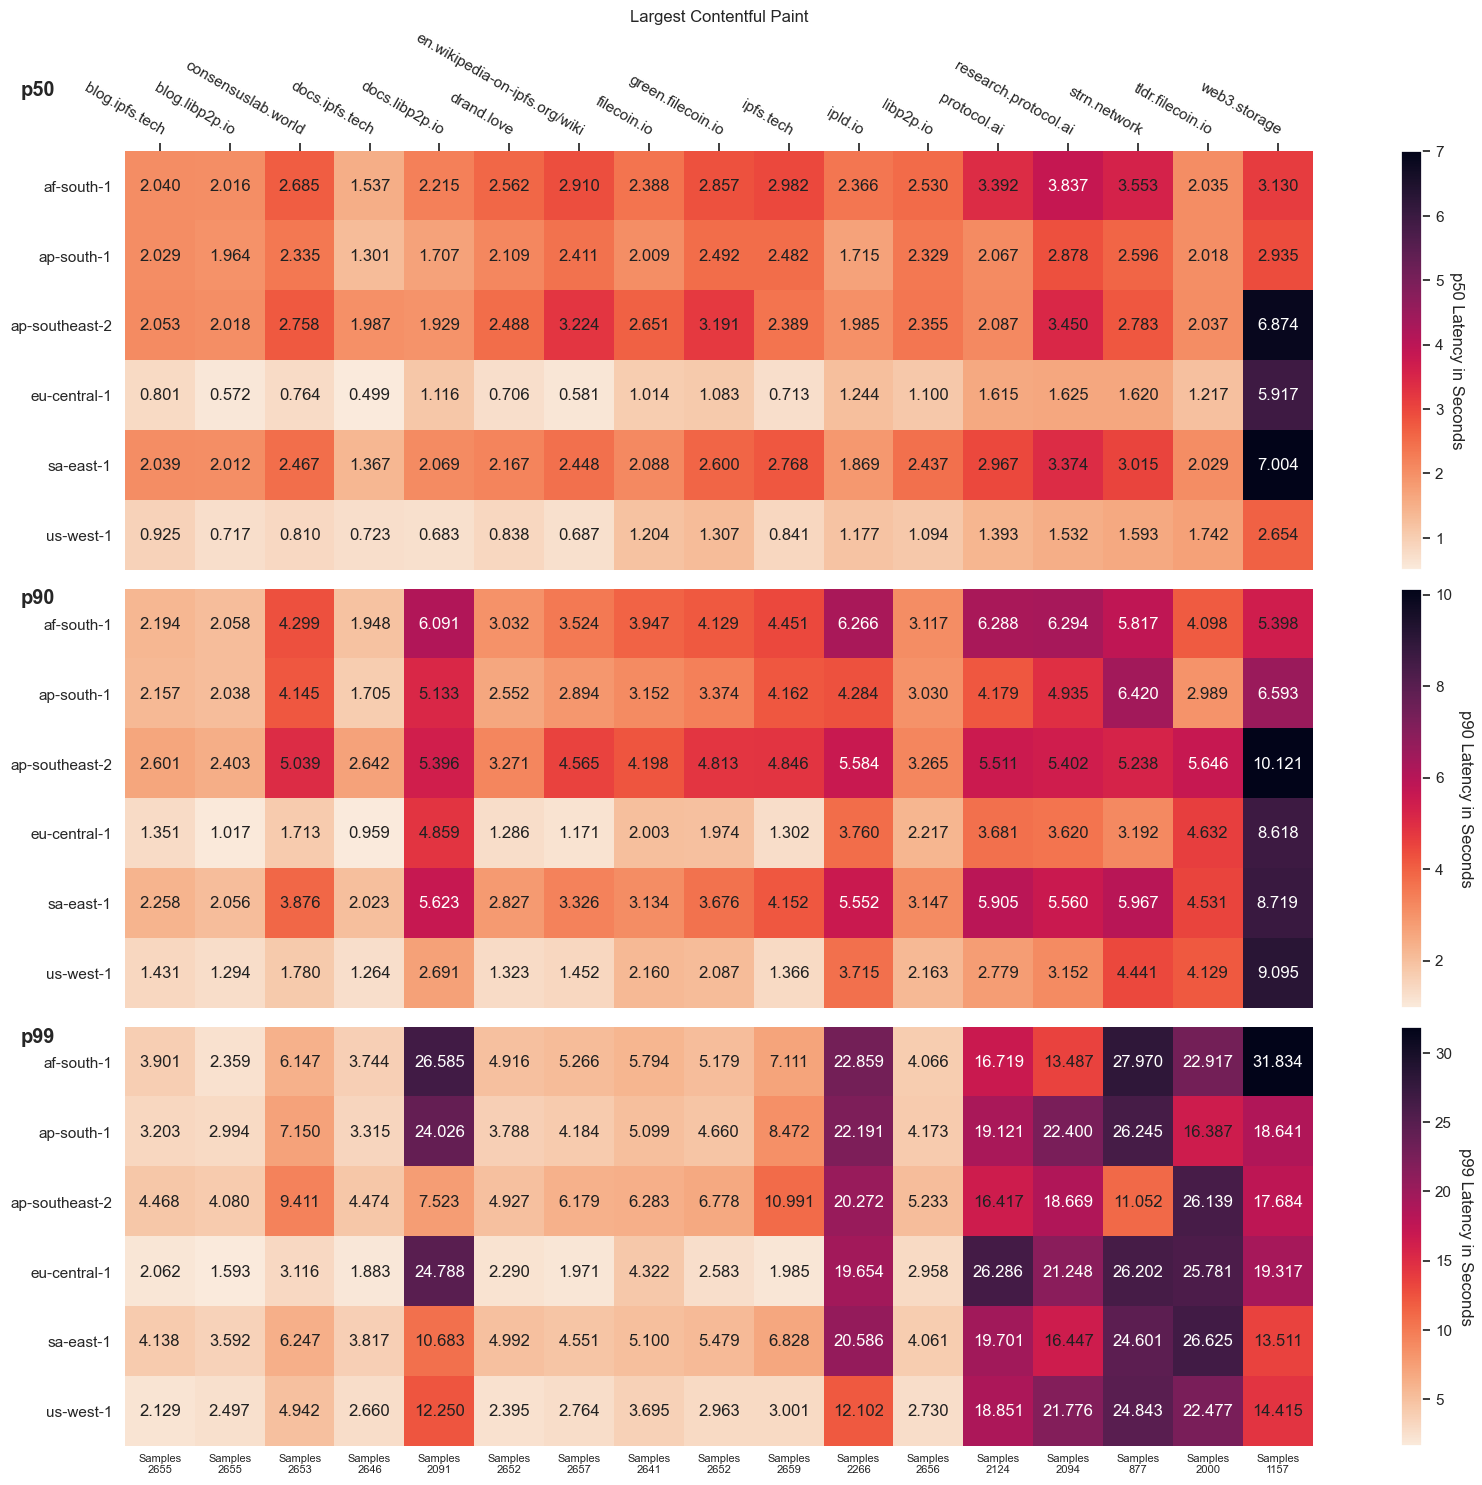 Largest Contentful Paint
p50
blog.ipfs.tech
blog.libp2p.io
consensuslab.world
docs.ipfs.tech
docs.libp2p.io
drand.love
en.wikipedia-on-ipfs.org/wiki
filecoin.io
green.filecoin.io
ipfs.tech
ipld.io
libp2p.io
protocol.ai
research.protocol.ai
strn.network
tldr.filecoin.io
web3.storage
af-south-1 2.040 2.016 2.685 1.537 2.215 2.562 2.910 2.388 2.857 2.982 2.366 2.530 3.392 3.837 3.553 2.035 3.130
ap-south-1 2.029 1.964 2.335 1.301 1.707 2.109 2.411 2.009 2.492 2.482 1.715 2.329 2.067 2.878 2.596 2.018 2.935
ap-southeast-2 2.053 2.018 2.758 1.987 1.929 2.488 3.224 2.651 3.191 2.389 1.985 2.355 2.087 3.450 2.783 2.037 6.874
eu-central-1 0.801 0.572 0.764 0.499 1.116 0.706 0.581 1.014 1.083 0.713 1.244 1.100 1.615 1.625 1.620 1.217 5.917
sa-east-1 2.039 2.012 2.467 1.367 2.069 2.167 2.448 2.088 2.600 2.768 1.869 2.437 2.967 3.374 3.015 2.029 7.004
us-west-1 0.925 0.717 0.810 0.723 0.683 0.838 0.687 1.204 1.307 0.841 1.177 1.094 1.393 1.532 1.593 1.742 2.654
7
6
5
4
3
2
1
p50 Latency in Seconds
p90
af-south-1 2.194 2.058 4.299 1.948 6.091 3.032 3.524 3.947 4.129 4.451 6.266 3.117 6.288 6.294 5.817 4.098 5.398
ap-south-1 2.157 2.038 4.145 1.705 5.133 2.552 2.894 3.152 3.374 4.162 4.284 3.030 4.179 4.935 6.420 2.989 6.593
ap-southeast-2 2.601 2.403 5.039 2.642 5.396 3.271 4.565 4.198 4.813 4.846 5.584 3.265 5.511 5.402 5.238 5.646 10.121
eu-central-1 1.351 1.017 1.713 0.959 4.859 1.286 1.171 2.003 1.974 1.302 3.760 2.217 3.681 3.620 3.192 4.632 8.618
sa-east-1 2.258 2.056 3.876 2.023 5.623 2.827 3.326 3.134 3.676 4.152 5.552 3.147 5.905 5.560 5.967 4.531 8.719
us-west-1 1.431 1.294 1.780 1.264 2.691 1.323 1.452 2.160 2.087 1.366 3.715 2.163 2.779 3.152 4.441 4.129 9.095
10
8
6
4
2
p90 Latency in Seconds
p99
af-south-1 3.901 2.359 6.147 3.744 26.585 4.916 5.266 5.794 5.179 7.111 22.859 4.066 16.719 13.487 27.970 22.917 31.834
ap-south-1 3.203 2.994 7.150 3.315 24.026 3.788 4.184 5.099 4.660 8.472 22.191 4.173 19.121 22.400 26.245 16.387 18.641
ap-southeast-2 4.468 4.080 9.411 4.474 7.523 4.927 6.179 6.283 6.778 10.991 20.272 5.233 16.417 18.669 11.052 26.139 17.684
eu-central-1 2.062 1.593 3.116 1.883 24.788 2.290 1.971 4.322 2.583 1.985 19.654 2.958 26.286 21.248 26.202 25.781 19.317
sa-east-1 4.138 3.592 6.247 3.817 10.683 4.992 4.551 5.100 5.479 6.828 20.586 4.061 19.701 16.447 24.601 26.625 13.511
us-west-1 2.129 2.497 4.942 2.660 12.250 2.395 2.764 3.695 2.963 3.001 12.102 2.730 18.851 21.776 24.843 22.477 14.415
30
25
20
15
10
5
p99 Latency in Seconds
Samples Samples Samples Samples Samples Samples Samples Samples Samples Samples Samples Samples Samples Samples Samples Samples Samples
2655 2655 2653 2646 2091 2652 2657 2641 2652 2659 2266 2656 2124 2094 877 2000 1157